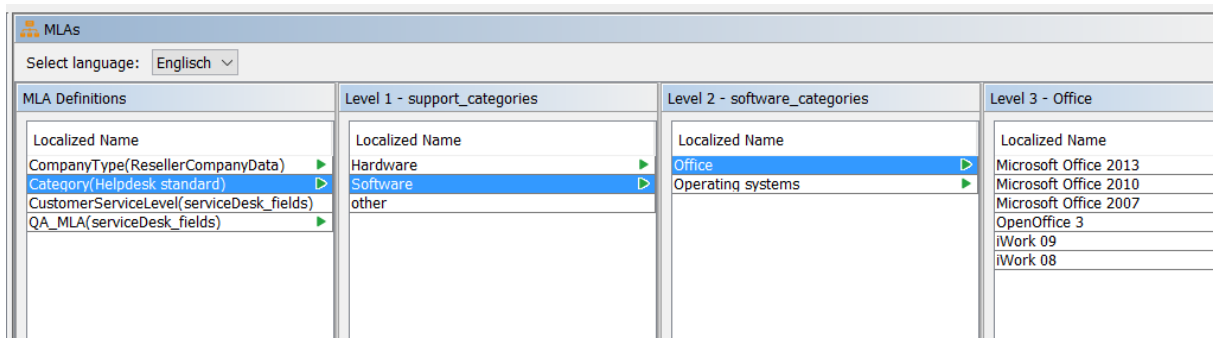 MLAs
Select language: Englisch
MLA Definitions
Localized Name
CompanyType(ResellerCompanyData)
Category(Helpdesk standard)
CustomerServiceLevel(serviceDesk_fields)
QA_MLA(serviceDesk_fields)
Level 1 - support_categories
Localized Name
Hardware
Software
other
Level 2 - software_categories
Localized Name
Office
Operating systems
Level 3 - Office
Localized Name
Microsoft Office 2013
Microsoft Office 2010
Microsoft Office 2007
OpenOffice 3
iWork 09
iWork 08